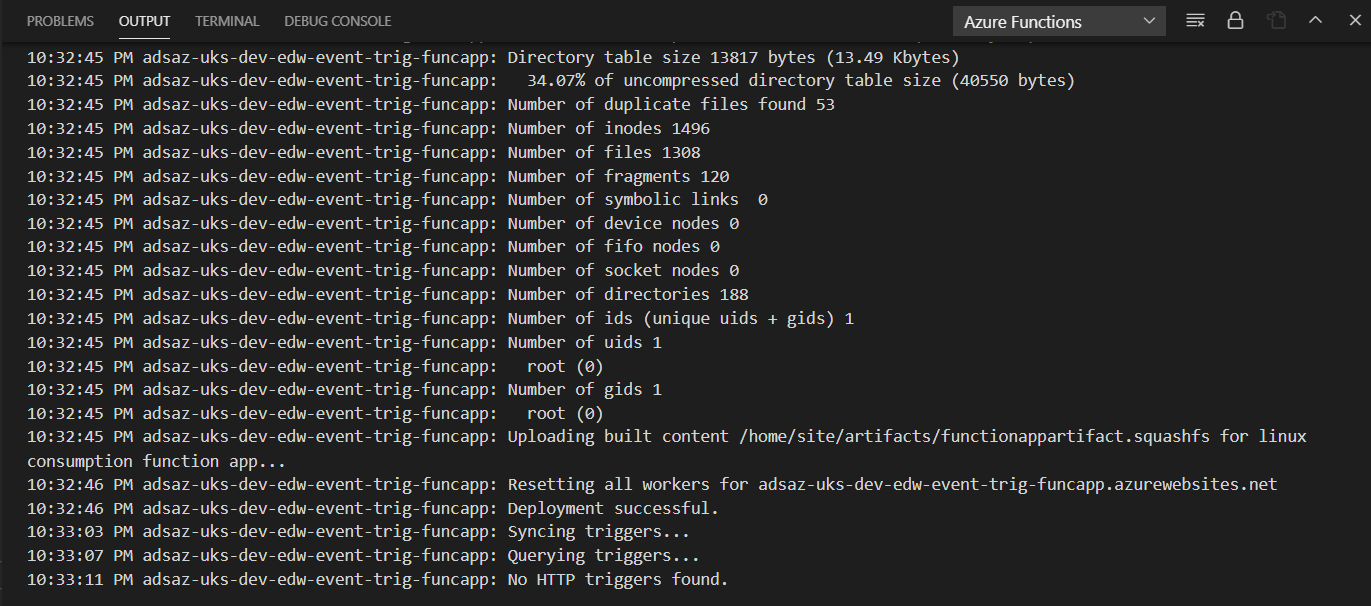 PROBLEMS OUTPUT TERMINAL DEBUG CONSOLE Azure Functions
10:32:45 PM adsaz-uks-dev-edw-event-trig-funcapp: Directory table size 13817 bytes (13.49 Kbytes)
10:32:45 PM adsaz-uks-dev-edw-event-trig-funcapp:   34.07% of uncompressed directory table size (40550 bytes)
10:32:45 PM adsaz-uks-dev-edw-event-trig-funcapp: Number of duplicate files found 53
10:32:45 PM adsaz-uks-dev-edw-event-trig-funcapp: Number of inodes 1496
10:32:45 PM adsaz-uks-dev-edw-event-trig-funcapp: Number of files 1308
10:32:45 PM adsaz-uks-dev-edw-event-trig-funcapp: Number of fragments 120
10:32:45 PM adsaz-uks-dev-edw-event-trig-funcapp: Number of symbolic links  0
10:32:45 PM adsaz-uks-dev-edw-event-trig-funcapp: Number of device nodes 0
10:32:45 PM adsaz-uks-dev-edw-event-trig-funcapp: Number of fifo nodes 0
10:32:45 PM adsaz-uks-dev-edw-event-trig-funcapp: Number of socket nodes 0
10:32:45 PM adsaz-uks-dev-edw-event-trig-funcapp: Number of directories 188
10:32:45 PM adsaz-uks-dev-edw-event-trig-funcapp: Number of ids (unique uids + gids) 1
10:32:45 PM adsaz-uks-dev-edw-event-trig-funcapp: Number of uids 1
10:32:45 PM adsaz-uks-dev-edw-event-trig-funcapp:   root (0)
10:32:45 PM adsaz-uks-dev-edw-event-trig-funcapp: Number of gids 1
10:32:45 PM adsaz-uks-dev-edw-event-trig-funcapp:   root (0)
10:32:45 PM adsaz-uks-dev-edw-event-trig-funcapp: Uploading built content /home/site/artifacts/functionappartifact.squashfs for linux
consumption function app...
10:32:46 PM adsaz-uks-dev-edw-event-trig-funcapp: Resetting all workers for adsaz-uks-dev-edw-event-trig-funcapp.azurewebsites.net
10:32:46 PM adsaz-uks-dev-edw-event-trig-funcapp: Deployment successful.
10:33:03 PM adsaz-uks-dev-edw-event-trig-funcapp: Syncing triggers...
10:33:07 PM adsaz-uks-dev-edw-event-trig-funcapp: Querying triggers...
10:33:11 PM adsaz-uks-dev-edw-event-trig-funcapp: No HTTP triggers found.